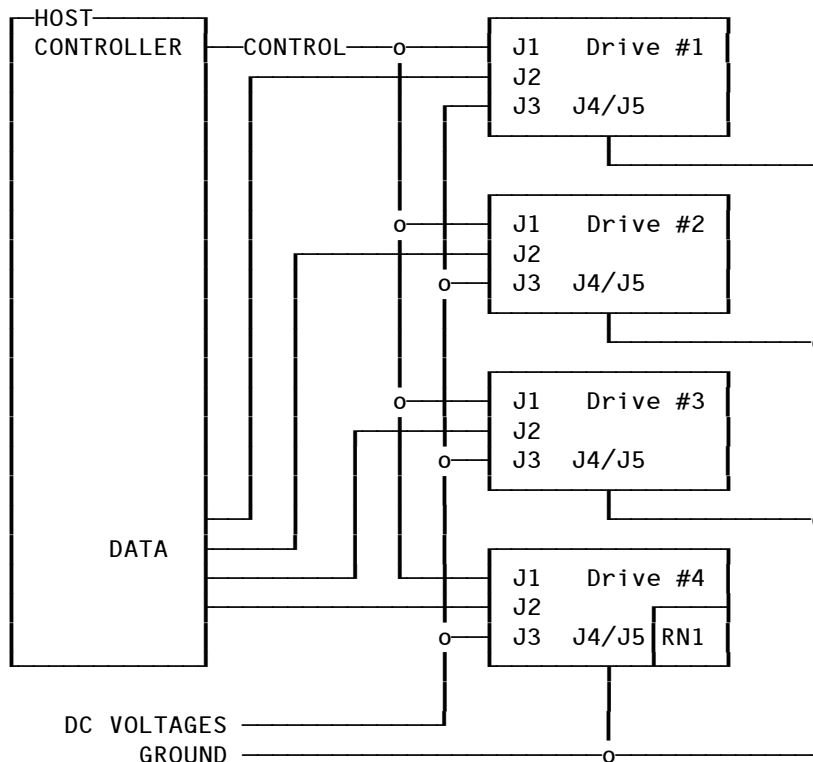 HOST
CONTROLLER CONTROL J1 Drive #1
J2
J3 J4/J5
J1 Drive #2
J2
J3 J4/J5
J1 Drive #3
J2
J3 J4/J5
DATA
J1 Drive #4
J2
J3 J4/J5 RN1
DC VOLTAGES
GROUND